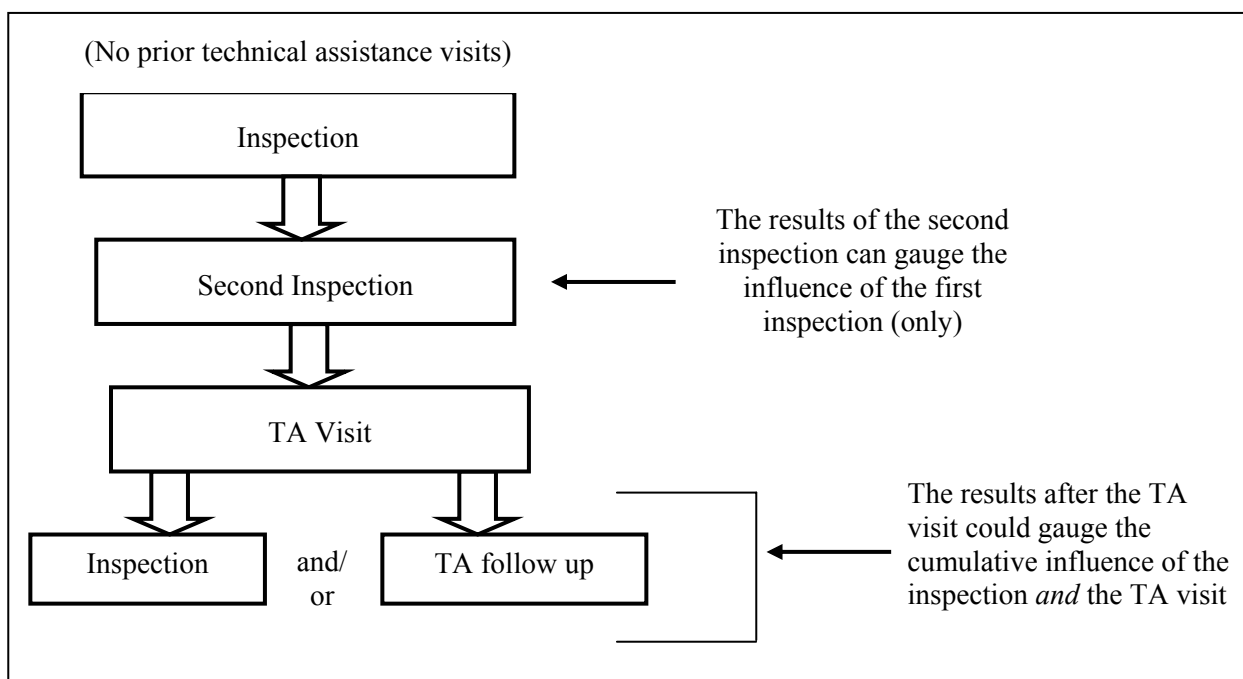 (No prior technical assistance visits)
Inspection
Second Inspection
The results of the second
inspection can gauge the
influence of the first
inspection (only)
TA Visit
Inspection
and/
or
TA follow up
The results after the TA
visit could gauge the
cumulative influence of the
inspection and the TA visit